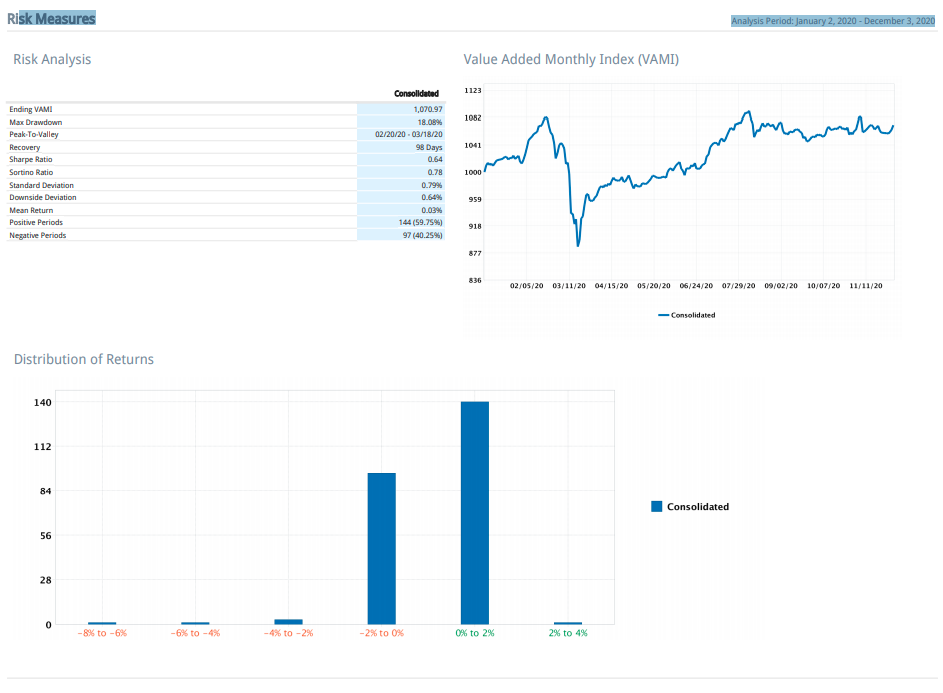 Risk Measures
Analysis Period: January 2, 2020 - December 3, 2020
Risk Analysis
Consolidated
Ending VAMI 1,070.97
Max Drawdown 18.08%
Peak-To-Valley 02/20/20 - 03/18/20
Recovery 98 Days
Sharpe Ratio 0.64
Sortino Ratio 0.78
Standard Deviation 0.79%
Downside Deviation 0.64%
Mean Return 0.03%
Positive Periods 144 (59.75%)
Negative Periods 97 (40.25%)
Value Added Monthly Index (VAMI)
1123
1082
1041
1000
959
918
877
836
02/05/20 03/11/20 04/15/20 05/20/20 06/24/20 07/29/20 09/02/20 10/07/20 11/11/20
Consolidated
Distribution of Returns
140
112
84
56
28
0
−8% to −6% −6% to −4% −4% to −2% −2% to 0% 0% to 2% 2% to 4%
Consolidated